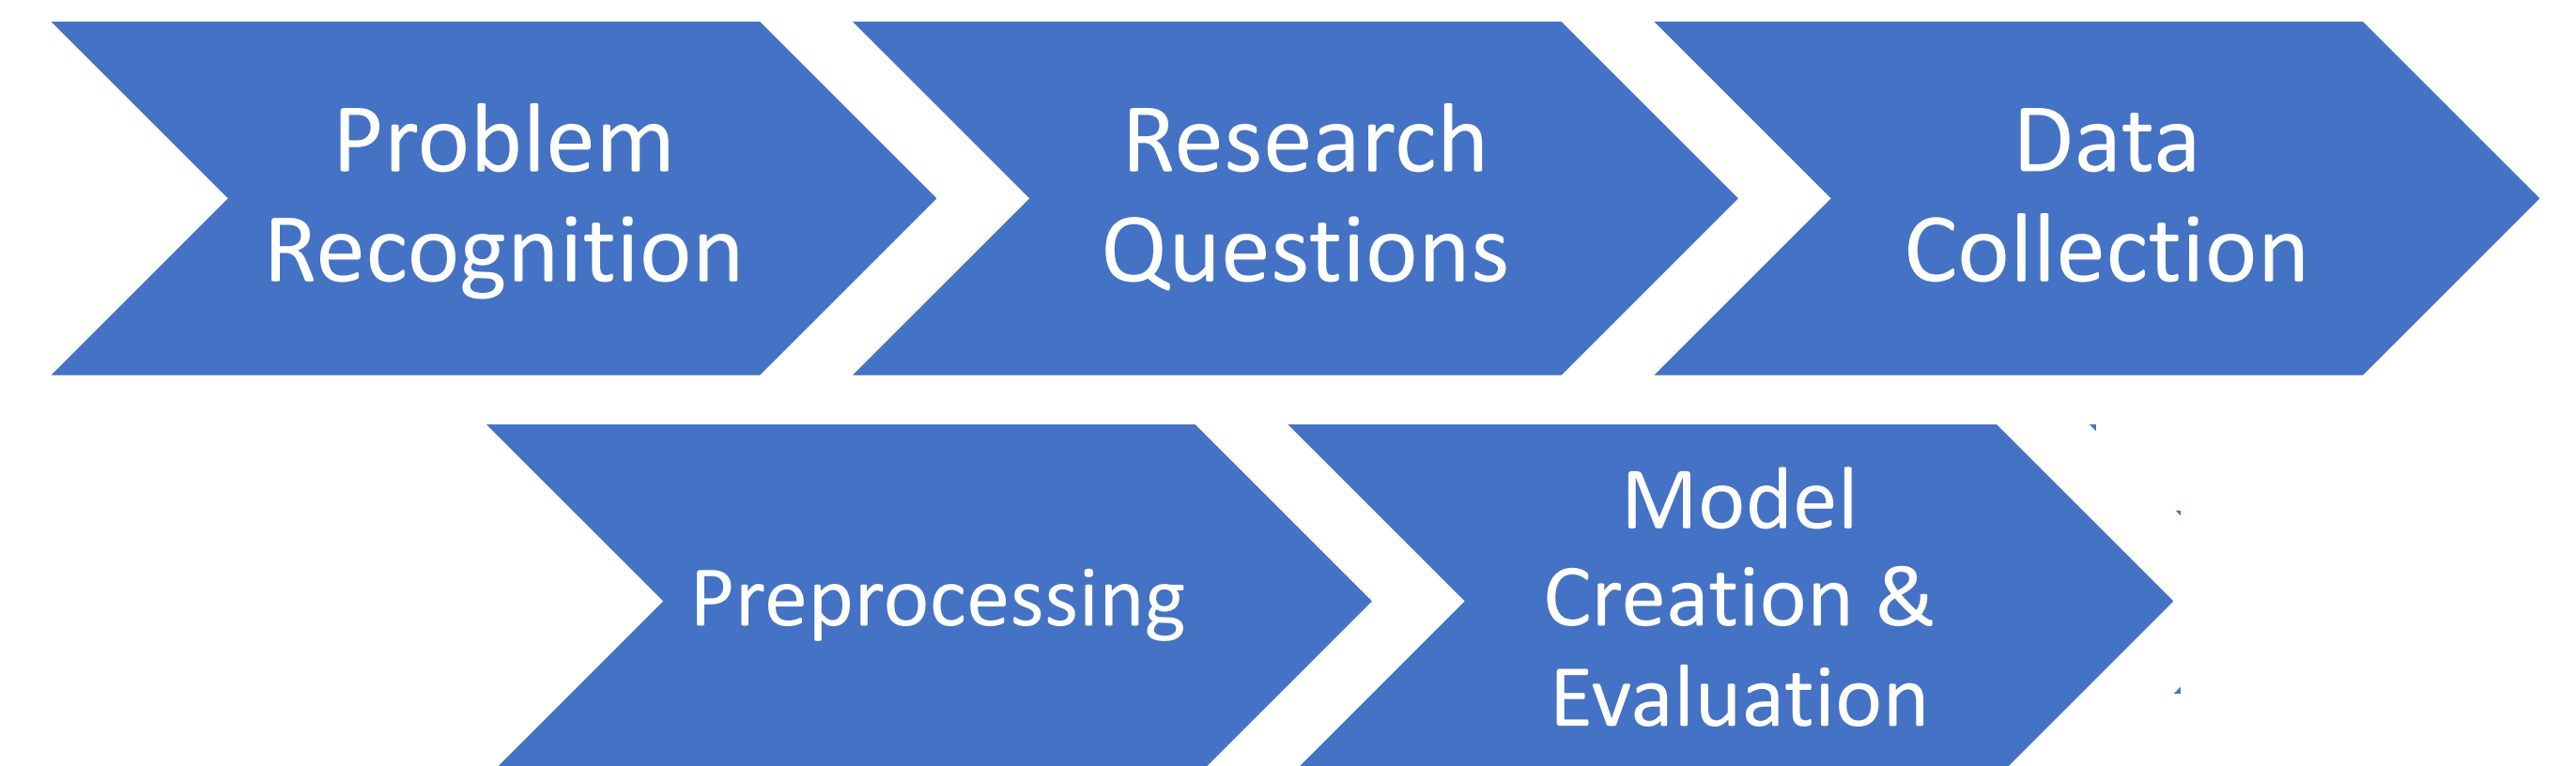 Problem
Recognition
Research
Questions
Data
Collection
Preprocessing
Model
Creation &
Evaluation